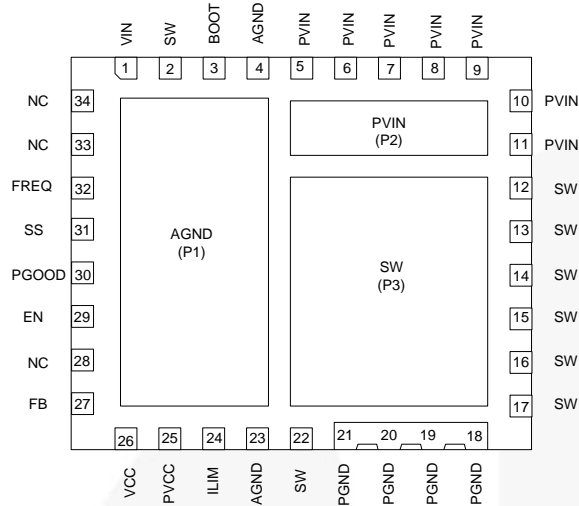 VIN SW BOOT AGND PVIN PVIN PVIN PVIN PVIN
1 2 3 4 5 6 7 8 9
NC 34 10 PVIN
PVIN
(P2)
NC 33 11 PVIN
FREQ 32 12 SW
SS 31 13 SW
AGND
(P1)
SW
(P3)
PGOOD 30 14 SW
EN 29 15 SW
NC 28 16 SW
FB 27 17 SW
26 25 24 23 22 21 20 19 18
VCC PVCC ILIM AGND SW PGND PGND PGND PGND